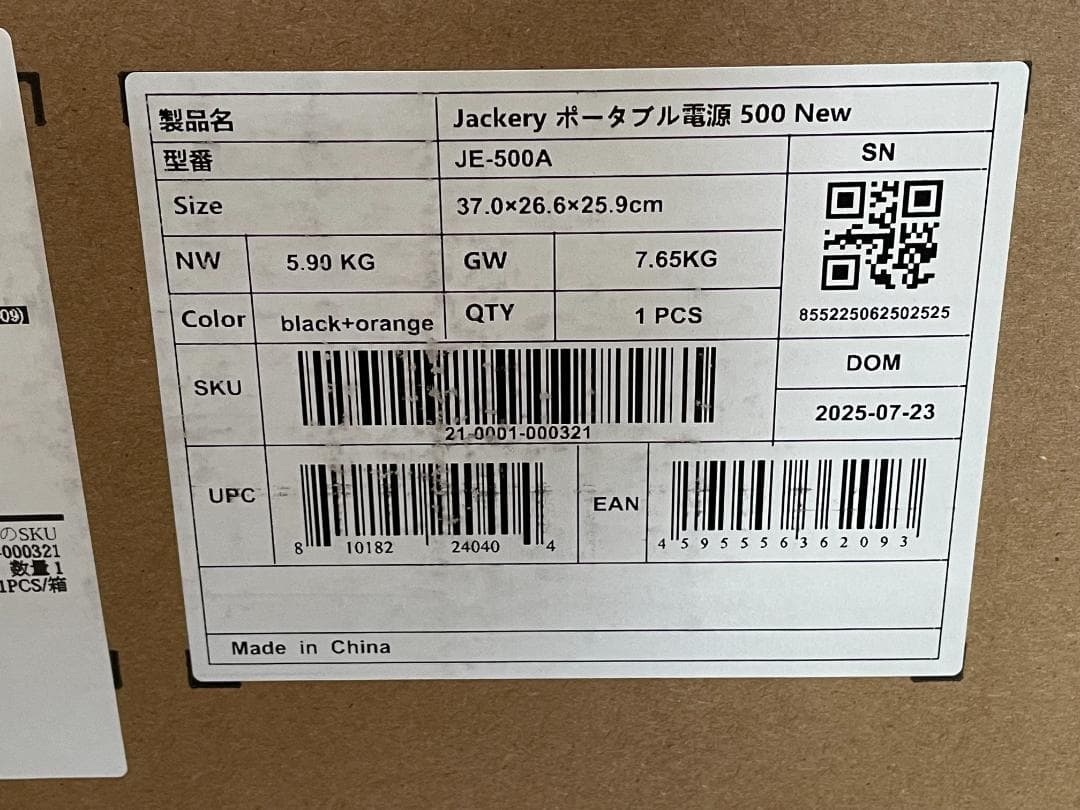 製品名 Jackery ポータブル電源 500 New
型番 JE-500A SN
Size 37.0×26.6×25.9cm
NW 5.90 KG GW 7.65KG
855225062502525
Color black+orange QTY 1 PCS
DOM
SKU
2025-07-23
21-0001-000321
UPC EAN
8 10182 24040 4
4595556362093
Made in China
09)
のSKU
-000321
数量 1
1PCS/箱